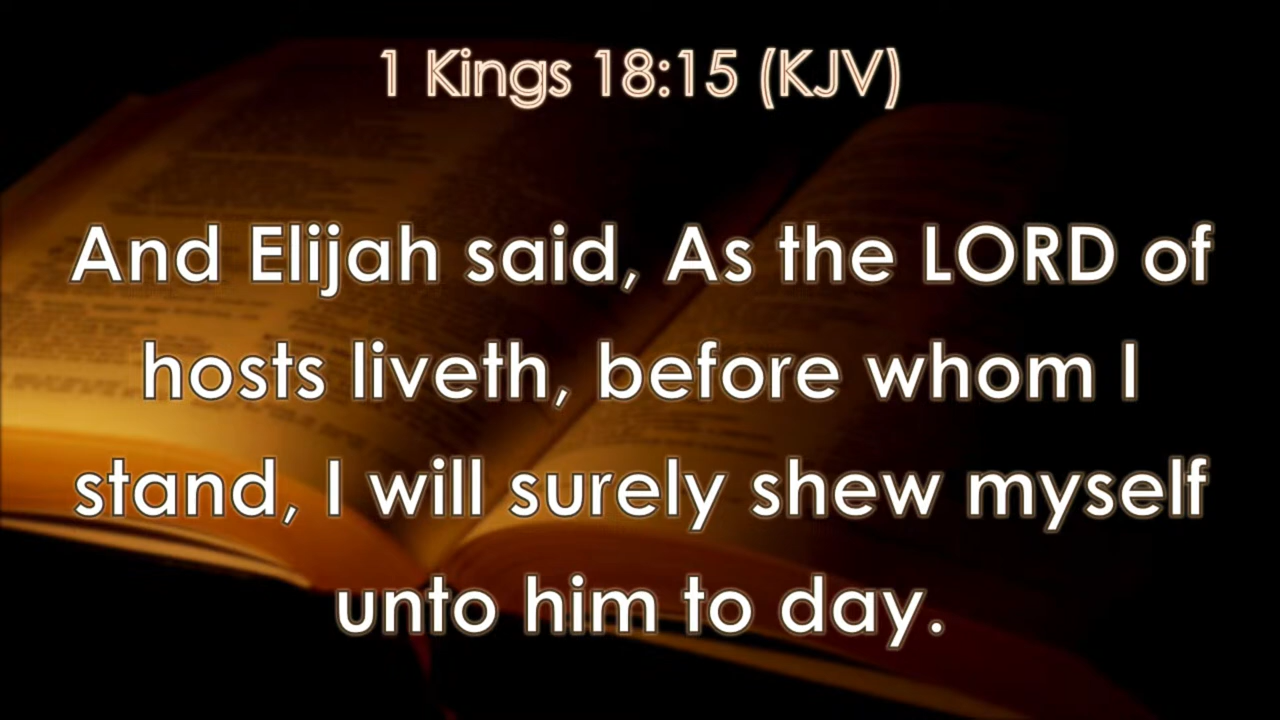 1 Kings 18:15 (KJV)
And Elijah said, As the LORD of
hosts liveth, before whom I
stand, I will surely shew myself
unto him to day.